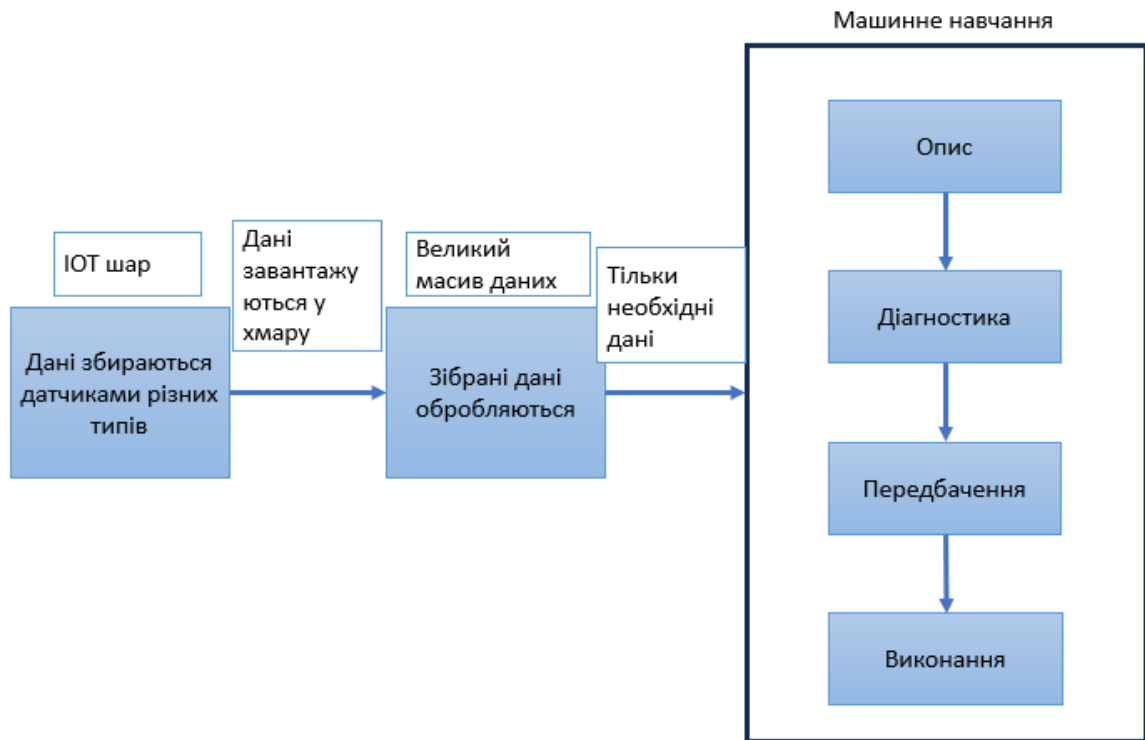 Машинне навчання
ІОТ шар
Дані збираються
датчиками різних
типів
Дані
завантажу
ються у
хмару
Великий
масив даних
Зібрані дані
обробляються
Тільки
необхідні
дані
Опис
Діагностика
Передбачення
Виконання